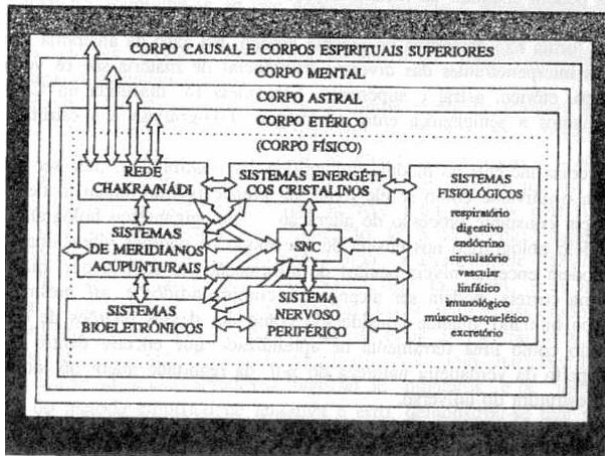 CORPO CAUSAL E CORPOS ESPIRITUAIS SUPERIORES
CORPO MENTAL
CORPO ASTRAL
CORPO ETÉRICO
(CORPO FÍSICO)
REDE
CHAKRA/NÁDI
SISTEMAS ENERGÉTI-
COS CRISTALINOS
SISTEMAS
FISIOLÓGICOS
respiratório
digestivo
endócrino
circulatório
vascular
linfático
imunológico
músculo-esquelético
excretório
SISTEMAS
DE MERIDIANOS
ACUPUNTURAIS
SNC
SISTEMAS
BIOELETRÔNICOS
SISTEMA
NERVOSO
PERIFÉRICO